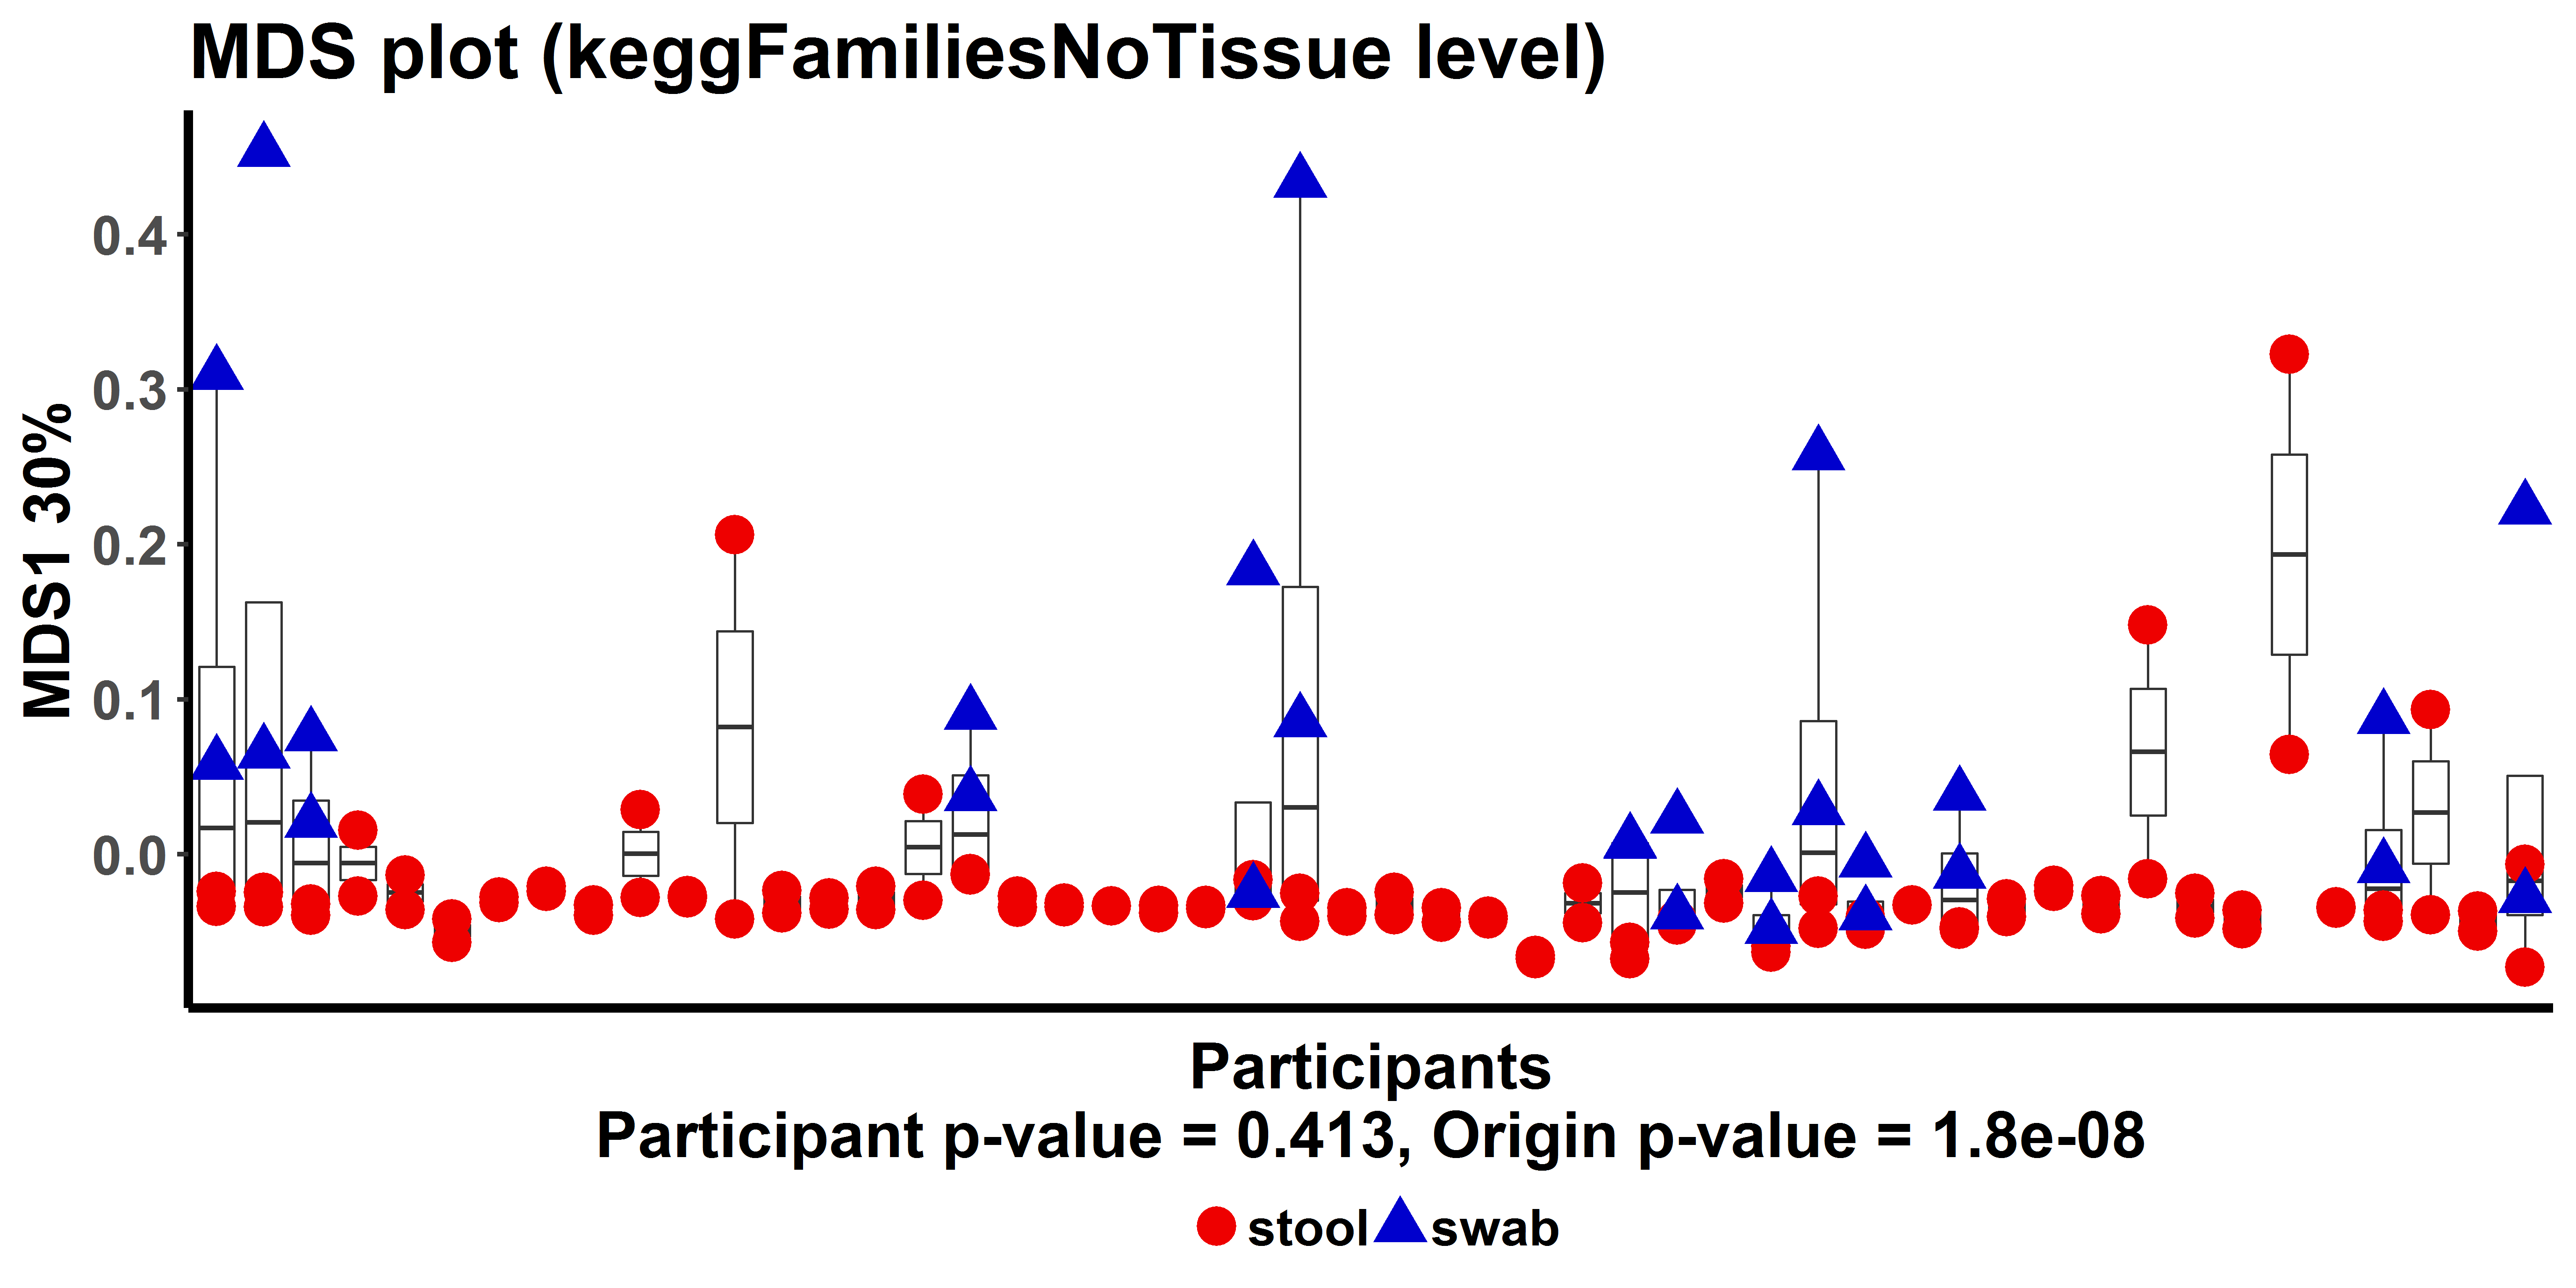 MDS plot (keggFamiliesNoTissue level)
MDS1 30%
0.4
0.3
0.2
0.1
0.0
Participants
Participant p-value = 0.413, Origin p-value = 1.8e-08
stool swab